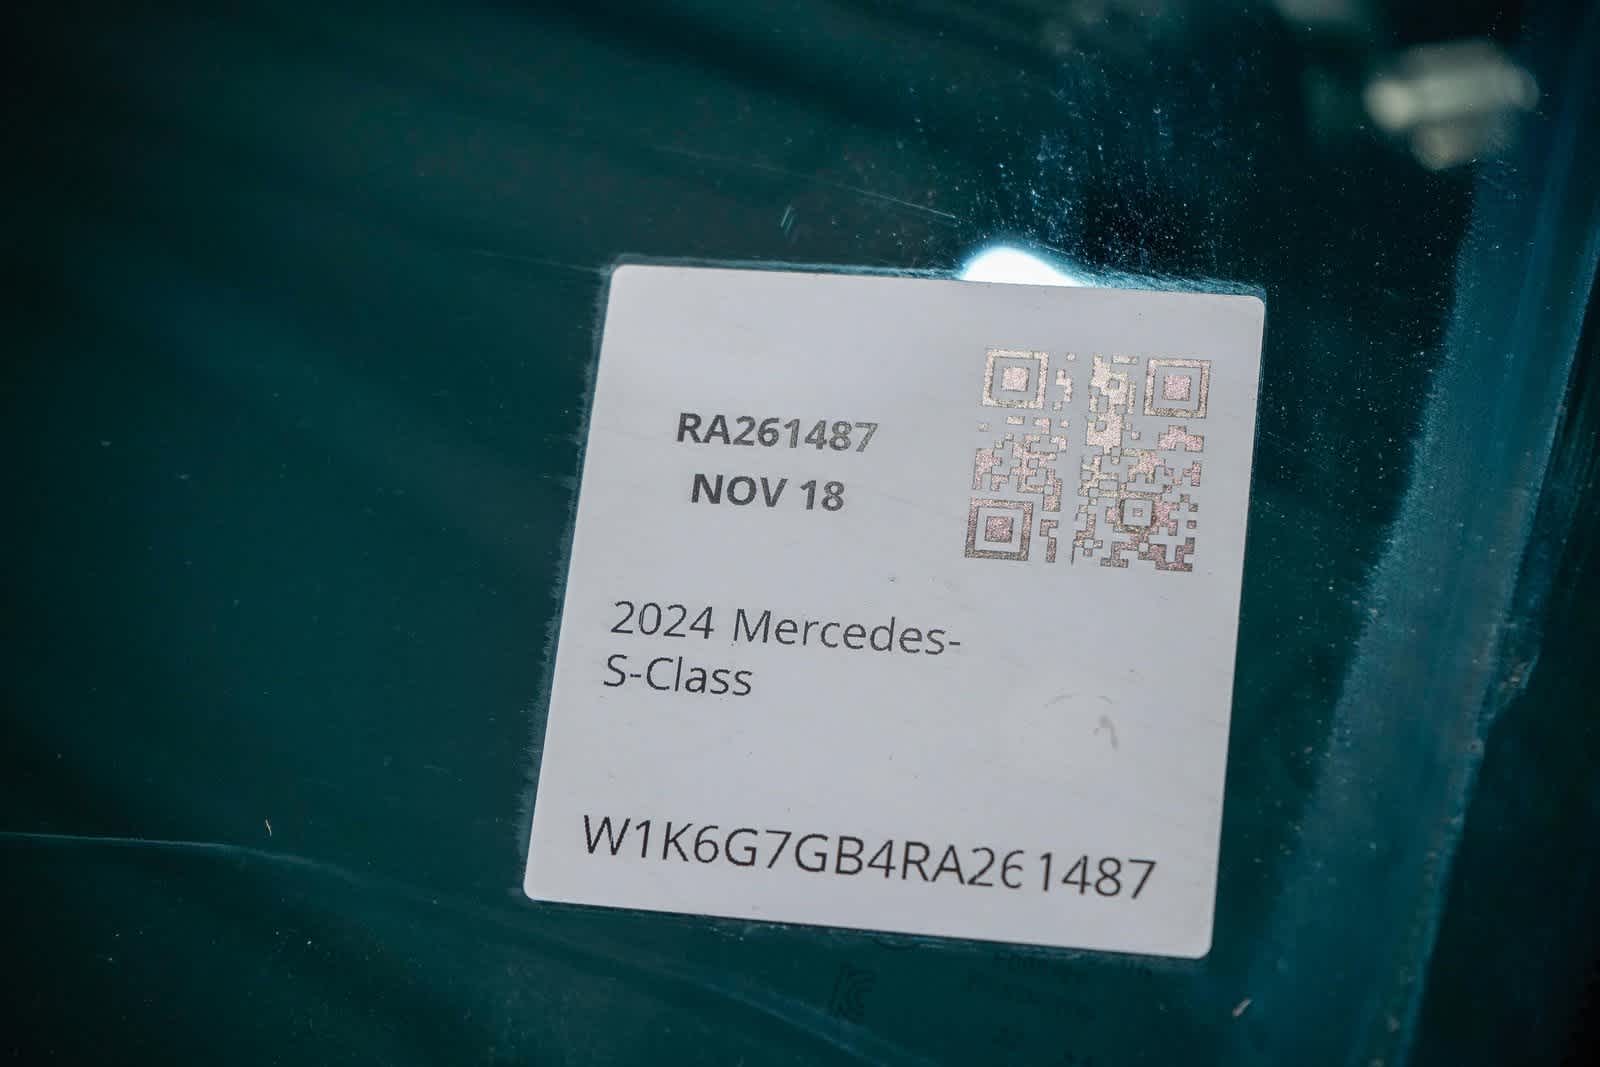 RA261487
NOV 18
2024 Mercedes-
S-Class
W1K6G7GB4RA261487